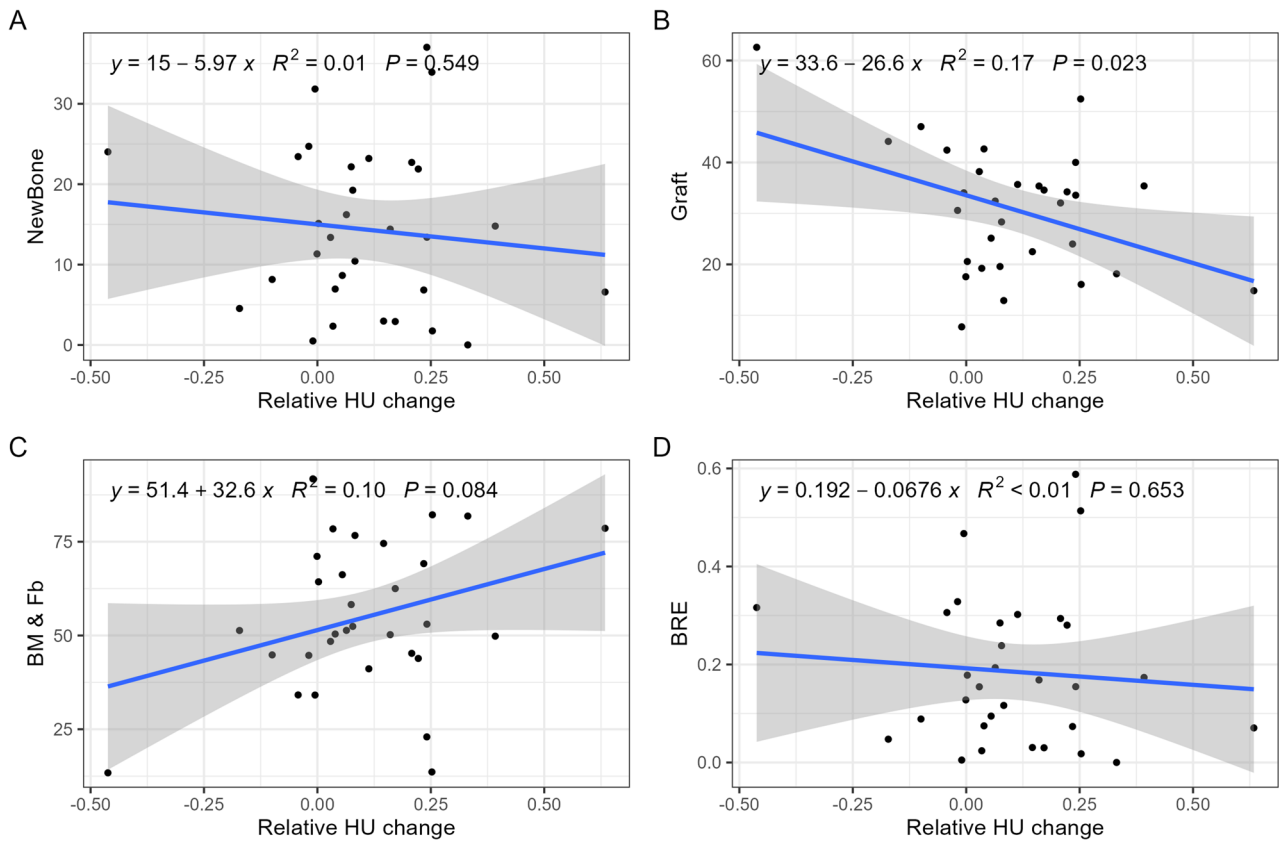 A
y = 15 − 5.97 x R² = 0.01 P = 0.549
NewBone
30
20
10
0
-0.50 -0.25 0.00 0.25 0.50
Relative HU change
B
y = 33.6 − 26.6 x R² = 0.17 P = 0.023
Graft
60
40
20
-0.50 -0.25 0.00 0.25 0.50
Relative HU change
C
y = 51.4 + 32.6 x R² = 0.10 P = 0.084
BM & Fb
75
50
25
-0.50 -0.25 0.00 0.25 0.50
Relative HU change
D
y = 0.192 − 0.0676 x R² < 0.01 P = 0.653
BRE
0.6
0.4
0.2
0.0
-0.50 -0.25 0.00 0.25 0.50
Relative HU change